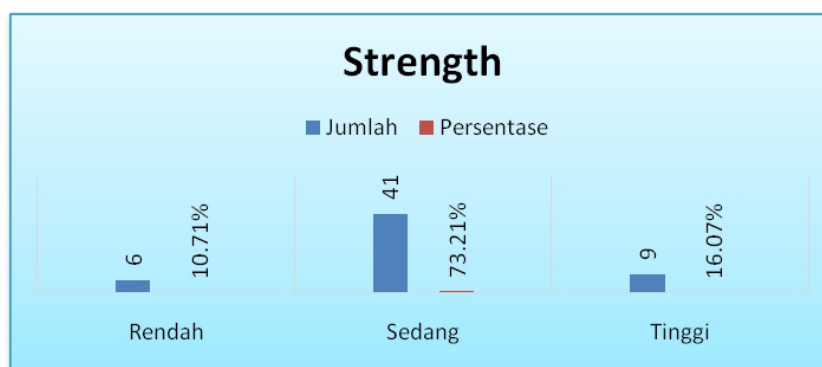 Strength
Jumlah Persentase
6 10.71% 41 73.21% 9 16.07%
Rendah Sedang Tinggi